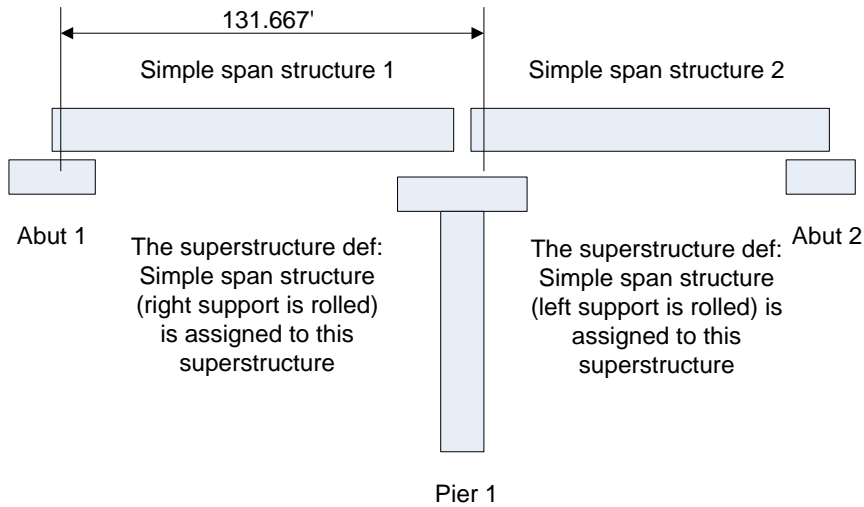 131.667'
Simple span structure 1
Simple span structure 2
Abut 1
Abut 2
The superstructure def:
Simple span structure
(right support is rolled)
is assigned to this
superstructure
The superstructure def:
Simple span structure
(left support is rolled) is
assigned to this
superstructure
Pier 1